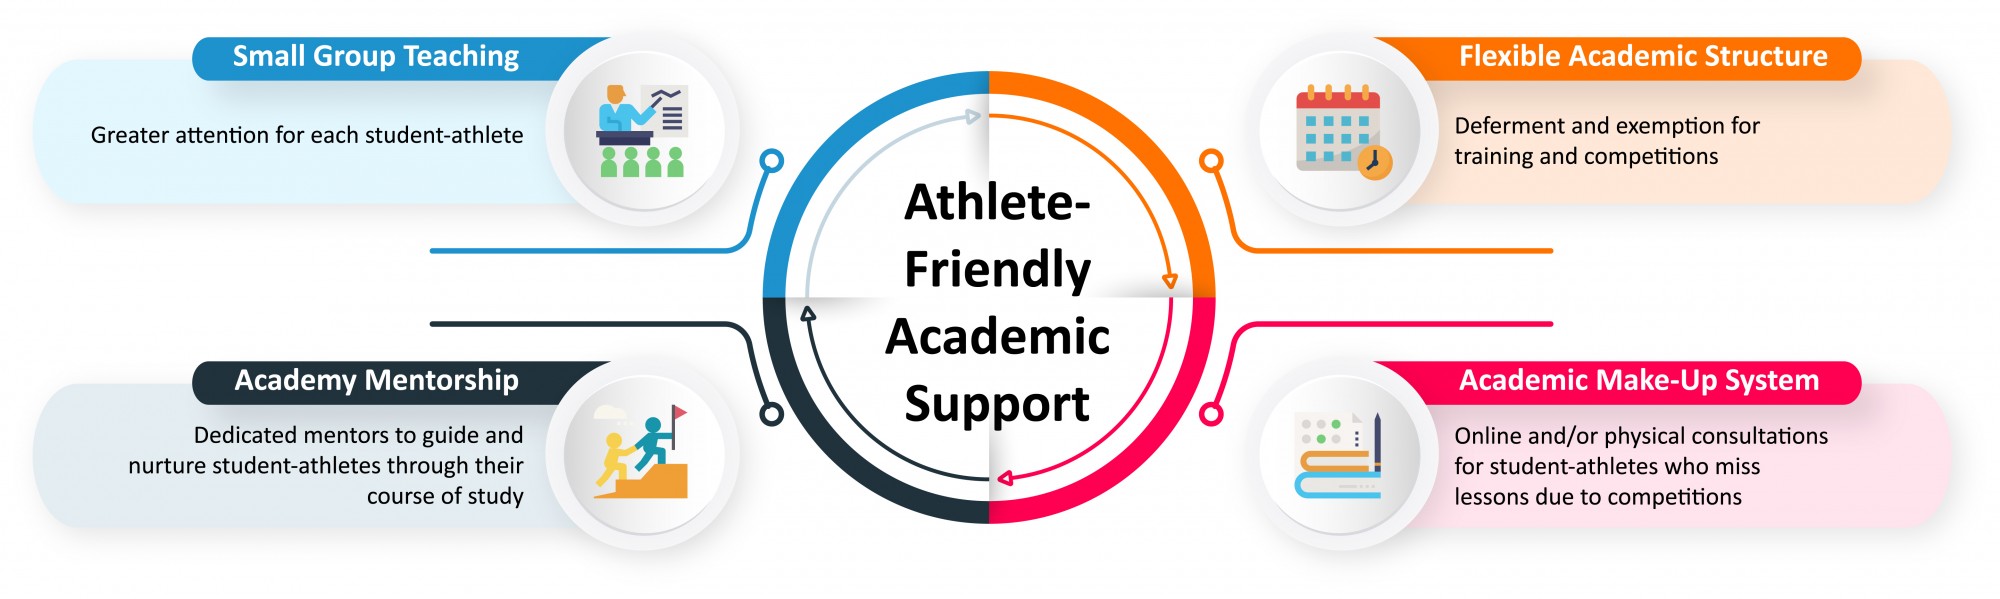 Small Group Teaching
Greater attention for each student-athlete
Flexible Academic Structure
Deferment and exemption for
training and competitions
Athlete-
Friendly
Academic
Support
Academy Mentorship
Dedicated mentors to guide and
nurture student-athletes through their
course of study
Academic Make-Up System
Online and/or physical consultations
for student-athletes who miss
lessons due to competitions